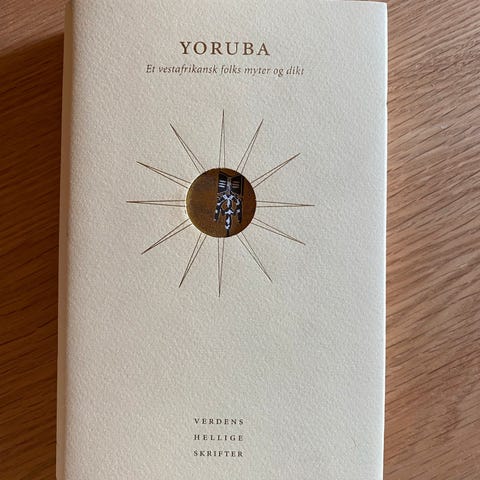 YORUBA
Et vestafrikansk folks myter og dikt
VERDENS
HELLIGE
SKRIFTER